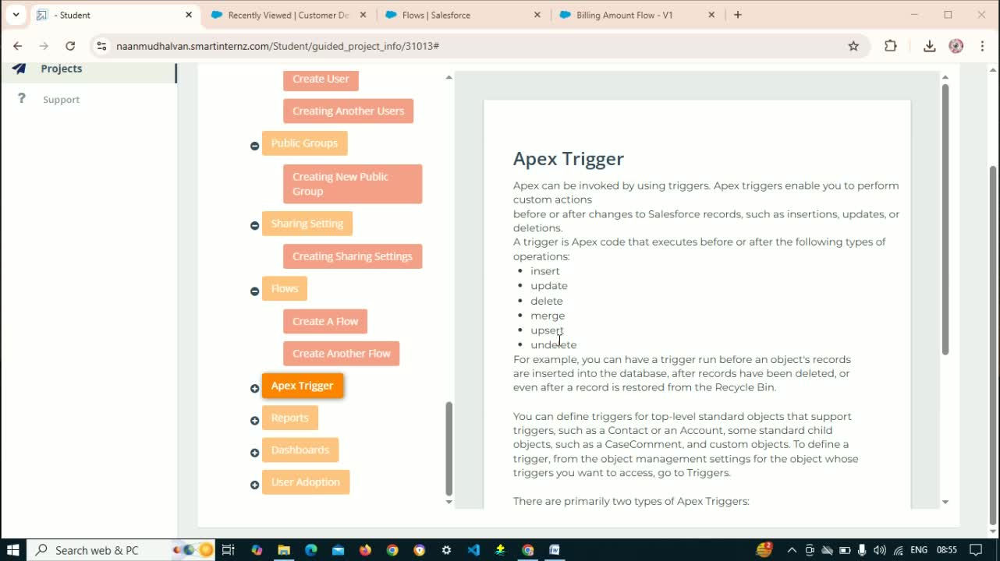 - Student
Recently Viewed | Customer De
Flows | Salesforce
Billing Amount Flow - V1
naanmudhalvan.smartinternz.com/Student/guided_project_info/31013#
Projects
Support
Create User
Creating Another Users
Public Groups
Creating New Public
Group
Sharing Setting
Creating Sharing Settings
Flows
Create A Flow
Create Another Flow
Apex Trigger
Reports
Dashboards
User Adoption
Apex Trigger
Apex can be invoked by using triggers. Apex triggers enable you to perform
custom actions
before or after changes to Salesforce records, such as insertions, updates, or
deletions.
A trigger is Apex code that executes before or after the following types of
operations:
• insert
• update
• delete
• merge
• upsert
• undelete
For example, you can have a trigger run before an object's records
are inserted into the database, after records have been deleted, or
even after a record is restored from the Recycle Bin.
You can define triggers for top-level standard objects that support
triggers, such as a Contact or an Account, some standard child
objects, such as a CaseComment, and custom objects. To define a
trigger, from the object management settings for the object whose
triggers you want to access, go to Triggers.
There are primarily two types of Apex Triggers:
Search web & PC
2
ENG
08:55